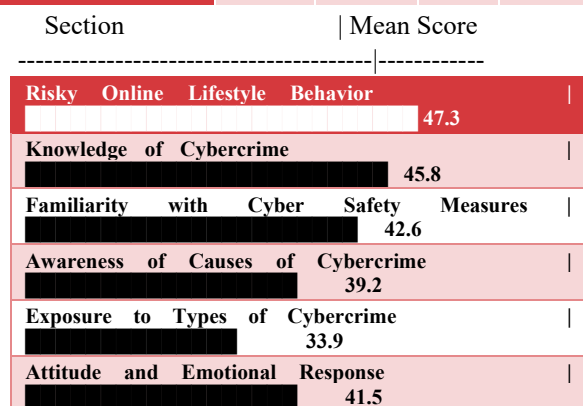 Section | Mean Score
----------------------------------------|------------
Risky Online Lifestyle Behavior |
47.3
Knowledge of Cybercrime |
45.8
Familiarity with Cyber Safety Measures |
42.6
Awareness of Causes of Cybercrime |
39.2
Exposure to Types of Cybercrime |
33.9
Attitude and Emotional Response |
41.5